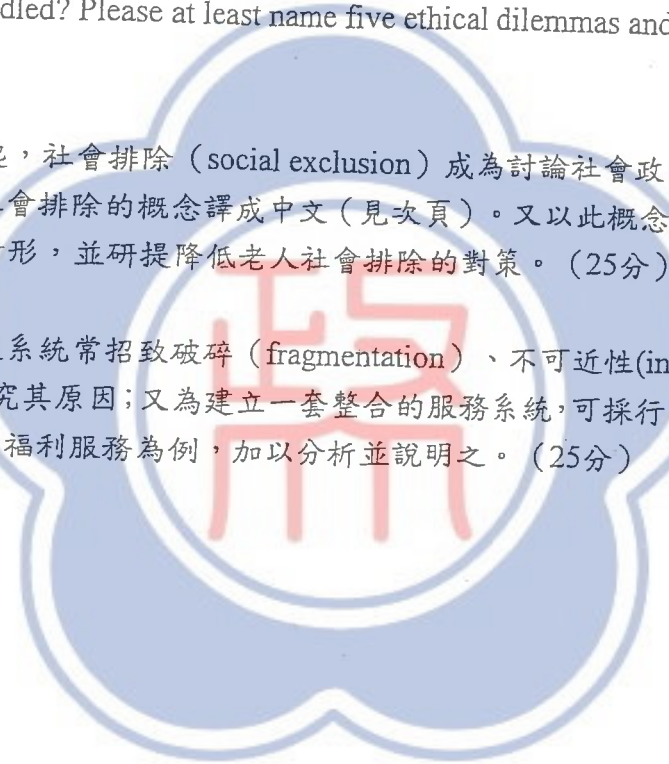 dled? Please at least name five ethical dilemmas and
，社會排除（social exclusion）成為討論社會政
會排除的概念譯成中文（見次頁）。又以此概念
形，並研提降低老人社會排除的對策。（25分）
系統常招致破碎（fragmentation）、不可近性(in
究其原因；又為建立一套整合的服務系統，可採行
福利服務為例，加以分析並說明之。（25分）
政大